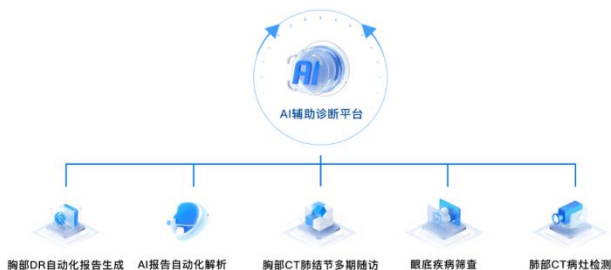 AI
AI辅助诊断平台
胸部DR自动化报告生成
AI报告自动化解析
胸部CT肺结节多期随访
眼底疾病筛查
肺部CT病灶检测